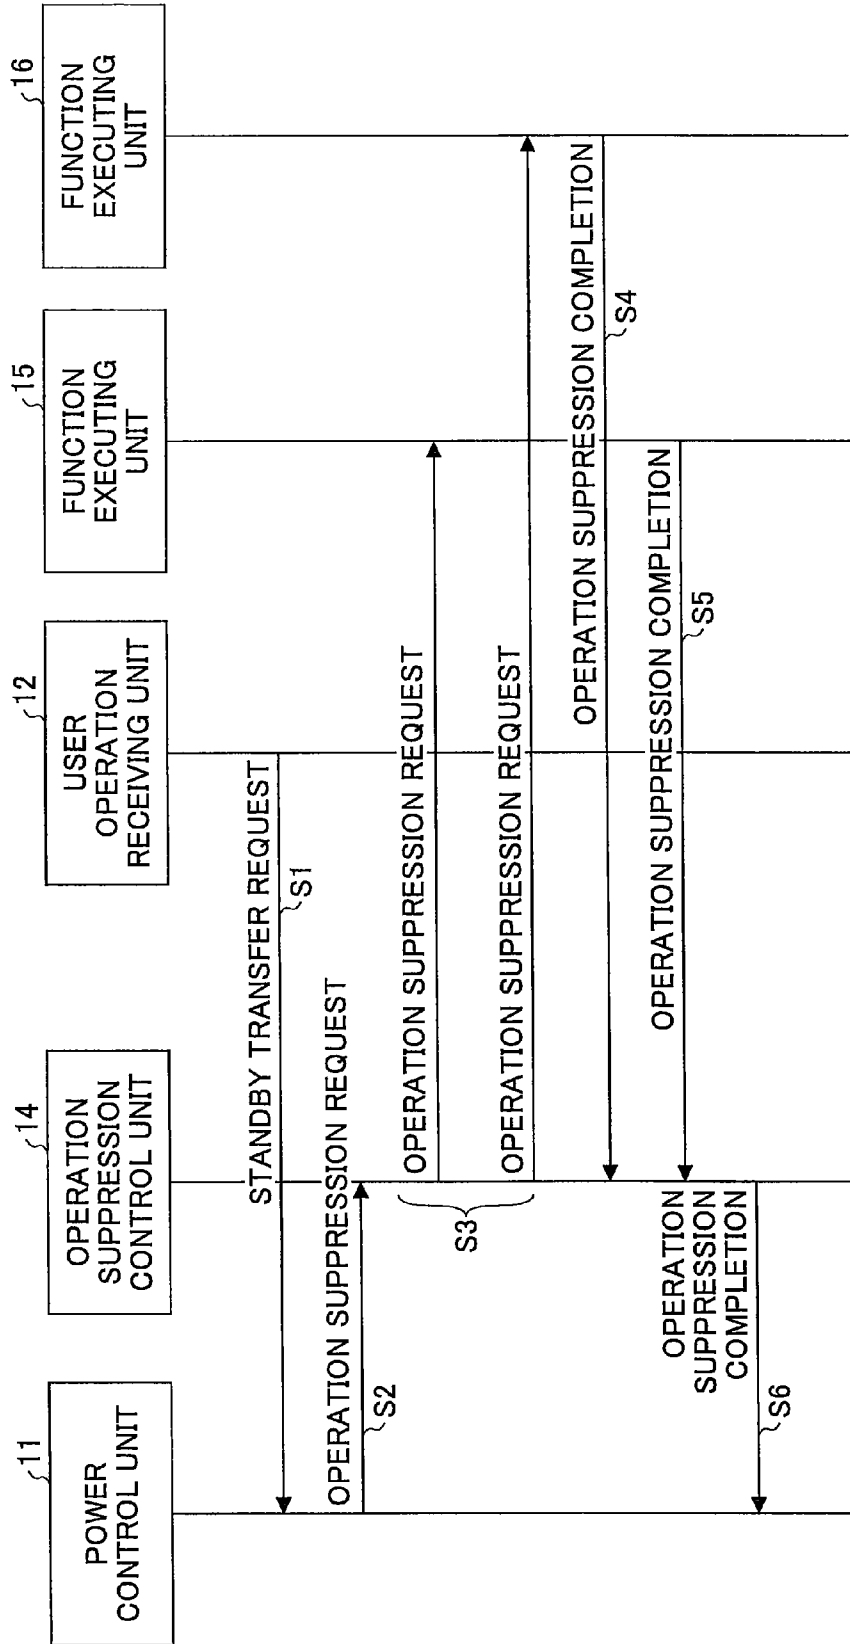 11
POWER
CONTROL UNIT
14
OPERATION
SUPPRESSION
CONTROL UNIT
12
USER
OPERATION
RECEIVING UNIT
15
FUNCTION
EXECUTING
UNIT
16
FUNCTION
EXECUTING
UNIT
STANDBY TRANSFER REQUEST
S1
OPERATION SUPPRESSION REQUEST
S2
OPERATION SUPPRESSION REQUEST
S3
OPERATION SUPPRESSION REQUEST
OPERATION SUPPRESSION COMPLETION
S4
OPERATION SUPPRESSION COMPLETION
S5
OPERATION
SUPPRESSION
COMPLETION
S6